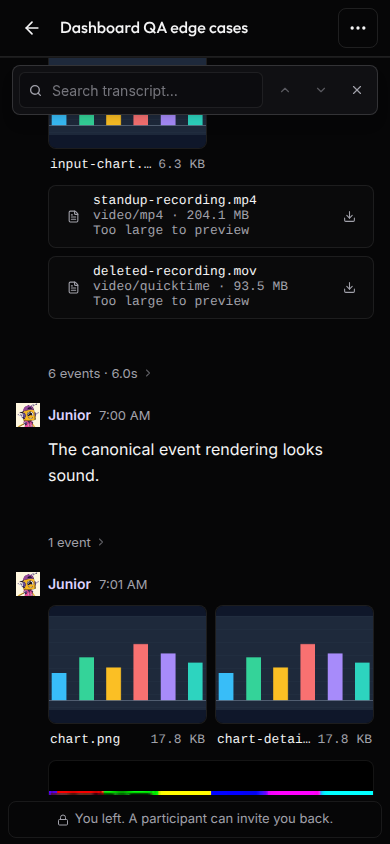 Dashboard QA edge cases
Search transcript...
input-chart.… 6.3 KB
standup-recording.mp4
video/mp4 · 204.1 MB
Too large to preview
deleted-recording.mov
video/quicktime · 93.5 MB
Too large to preview
6 events · 6.0s
Junior 7:00 AM
The canonical event rendering looks
sound.
1 event
Junior 7:01 AM
chart.png 17.8 KB
chart-detai… 17.8 KB
You left. A participant can invite you back.